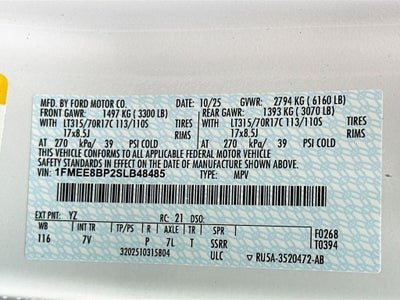 MFD. BY FORD MOTOR CO. 10/25 GVWR: 2794 KG (6160 LB)
FRONT GAWR: 1497 KG (3300 LB) REAR GAWR: 1393 KG (3070 LB)
LT315/70R17C 113/110S TIRES LT315/70R17C 113/110S TIRES
17x8.5J RIMS 17x8.5J RIMS
AT 270 kPa/ 39 PSI COLD AT 270 kPa/ 39 PSI COLD
THIS VEHICLE CONFORMS TO ALL APPLICABLE FEDERAL MOTOR VEHICLE
SAFETY STANDARDS IN EFFECT ON THE DATE OF MANUFACTURE SHOWN ABOVE.
VIN: 1FMEE8BP2SLB48485 TYPE: MPV
EXT PNT: YZ RC: 21 DSO: F0268
WB INT TR TP/PS R AXLE TR SPR T0394
116 7V P 7L T SSRR
3202510315B04 ULC RU5A-3520472-AB